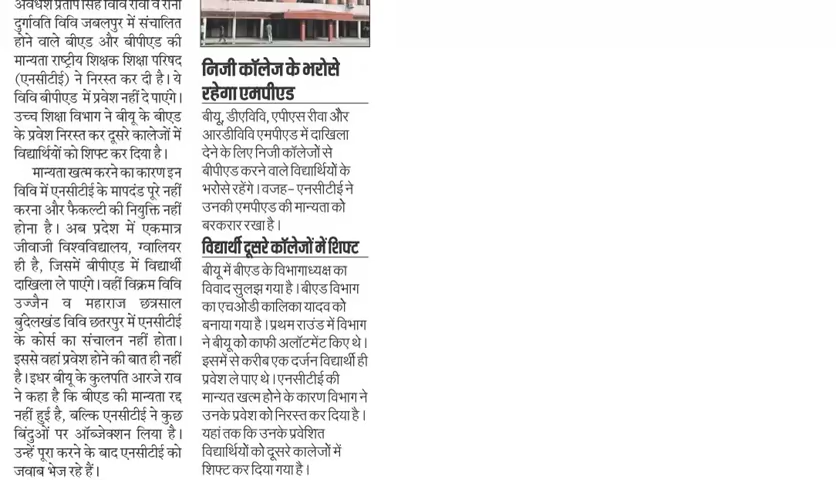 अवधेश प्रताप सिंह विवि रीवा व रानी
दुर्गावति विवि जबलपुर में संचालित
होने वाले बीएड और बीपीएड की
मान्यता राष्ट्रीय शिक्षक शिक्षा परिषद
(एनसीटीई) ने निरस्त कर दी है। ये
विवि बीपीएड में प्रवेश नहीं दे पाएंगे।
उच्च शिक्षा विभाग ने बीयू के बीएड
के प्रवेश निरस्त कर दूसरे कालेजों में
विद्यार्थियों को शिफ्ट कर दिया है।
मान्यता खत्म करने का कारण इन
विवि में एनसीटीई के मापदंड पूरे नहीं
करना और फैकल्टी की नियुक्ति नहीं
होना है। अब प्रदेश में एकमात्र
जीवाजी विश्वविद्यालय, ग्वालियर
ही है, जिसमें बीपीएड में विद्यार्थी
दाखिला ले पाएंगे। वहीं विक्रम विवि
उज्जैन व महाराज छत्रसाल
बुंदेलखंड विवि छतरपुर में एनसीटीई
के कोर्स का संचालन नहीं होता।
इससे वहां प्रवेश होने की बात ही नहीं
है। इधर बीयू के कुलपति आरजे राव
ने कहा है कि बीएड की मान्यता रद्द
नहीं हुई है, बल्कि एनसीटीई ने कुछ
बिंदुओं पर ऑब्जेक्शन लिया है।
उन्हें पूरा करने के बाद एनसीटीई को
जवाब भेज रहे हैं।
निजी कॉलेज के भरोसे
रहेगा एमपीएड
बीयू, डीएविवि, एपीएस रीवा और
आरडीविवि एमपीएड में दाखिला
देने के लिए निजी कॉलेजों से
बीपीएड करने वाले विद्यार्थियों के
भरोसे रहेंगे। वजह- एनसीटीई ने
उनकी एमपीएड की मान्यता को
बरकरार रखा है।
विद्यार्थी दूसरे कॉलेजों में शिफ्ट
बीयू में बीएड के विभागाध्यक्ष का
विवाद सुलझ गया है। बीएड विभाग
का एचओडी कालिका यादव को
बनाया गया है। प्रथम राउंड में विभाग
ने बीयू को काफी अलॉटमेंट किए थे।
इसमें से करीब एक दर्जन विद्यार्थी ही
प्रवेश ले पाए थे। एनसीटीई की
मान्यत खत्म होने के कारण विभाग ने
उनके प्रवेश को निरस्त कर दिया है।
यहां तक कि उनके प्रवेशित
विद्यार्थियों को दूसरे कालेजों में
शिफ्ट कर दिया गया है।